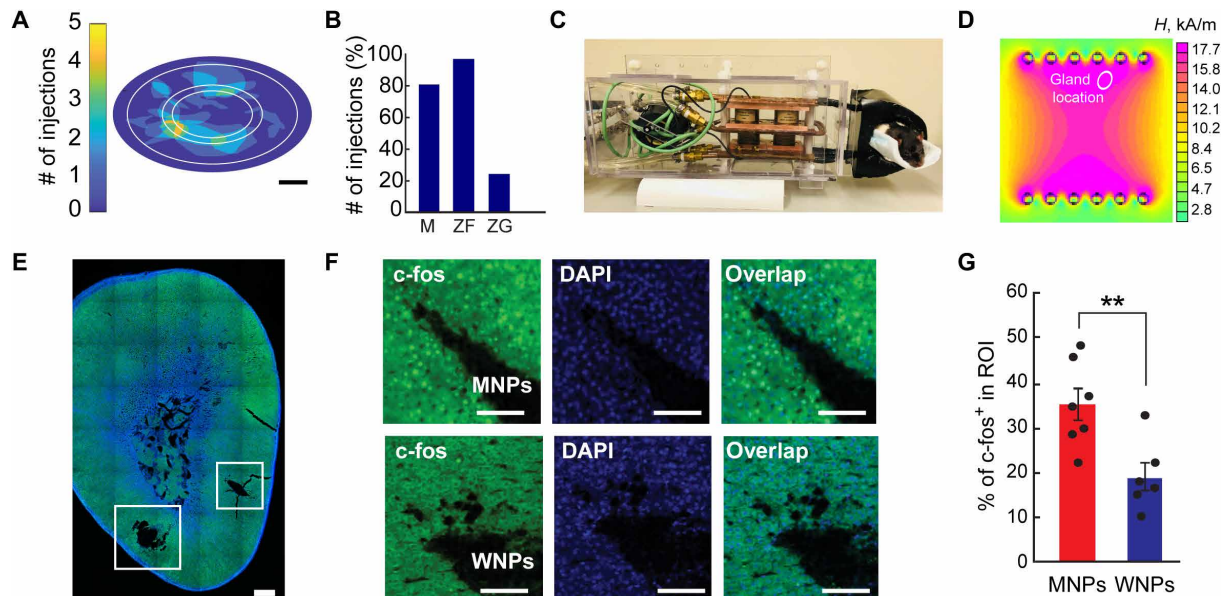 A
5
4
3
2
1
0
# of injections
B
# of injections (%)
100
80
60
40
20
0
M ZF ZG
C
D
H, kA/m
Gland
location
17.7
15.8
14.0
12.1
10.2
8.4
6.5
4.7
2.8
E
F
c-fos DAPI Overlap
MNPs
c-fos DAPI Overlap
WNPs
G
% of c-fos⁺ in ROI
60
50
40
30
20
10
0
**
MNPs WNPs